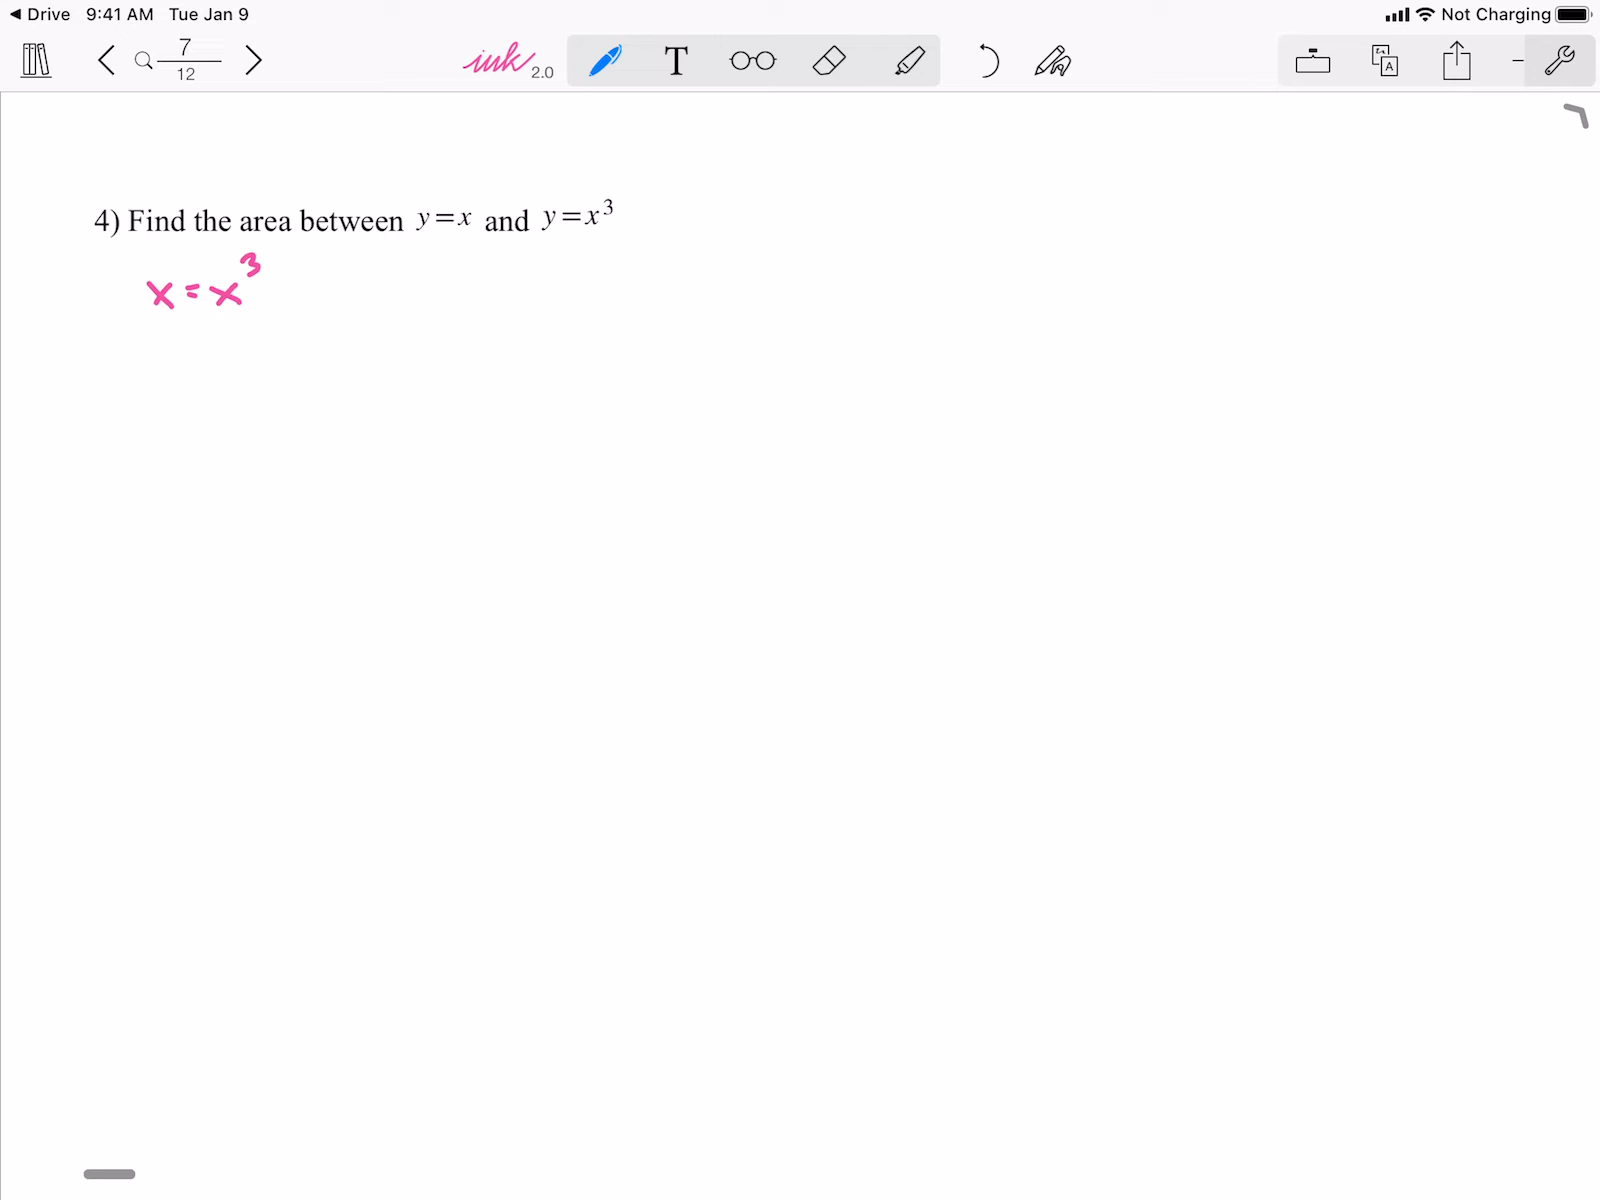 Drive 9:41 AM Tue Jan 9 Not Charging
7
12
ink 2.0 T A
4) Find the area between y=x and y=x³
x=x³